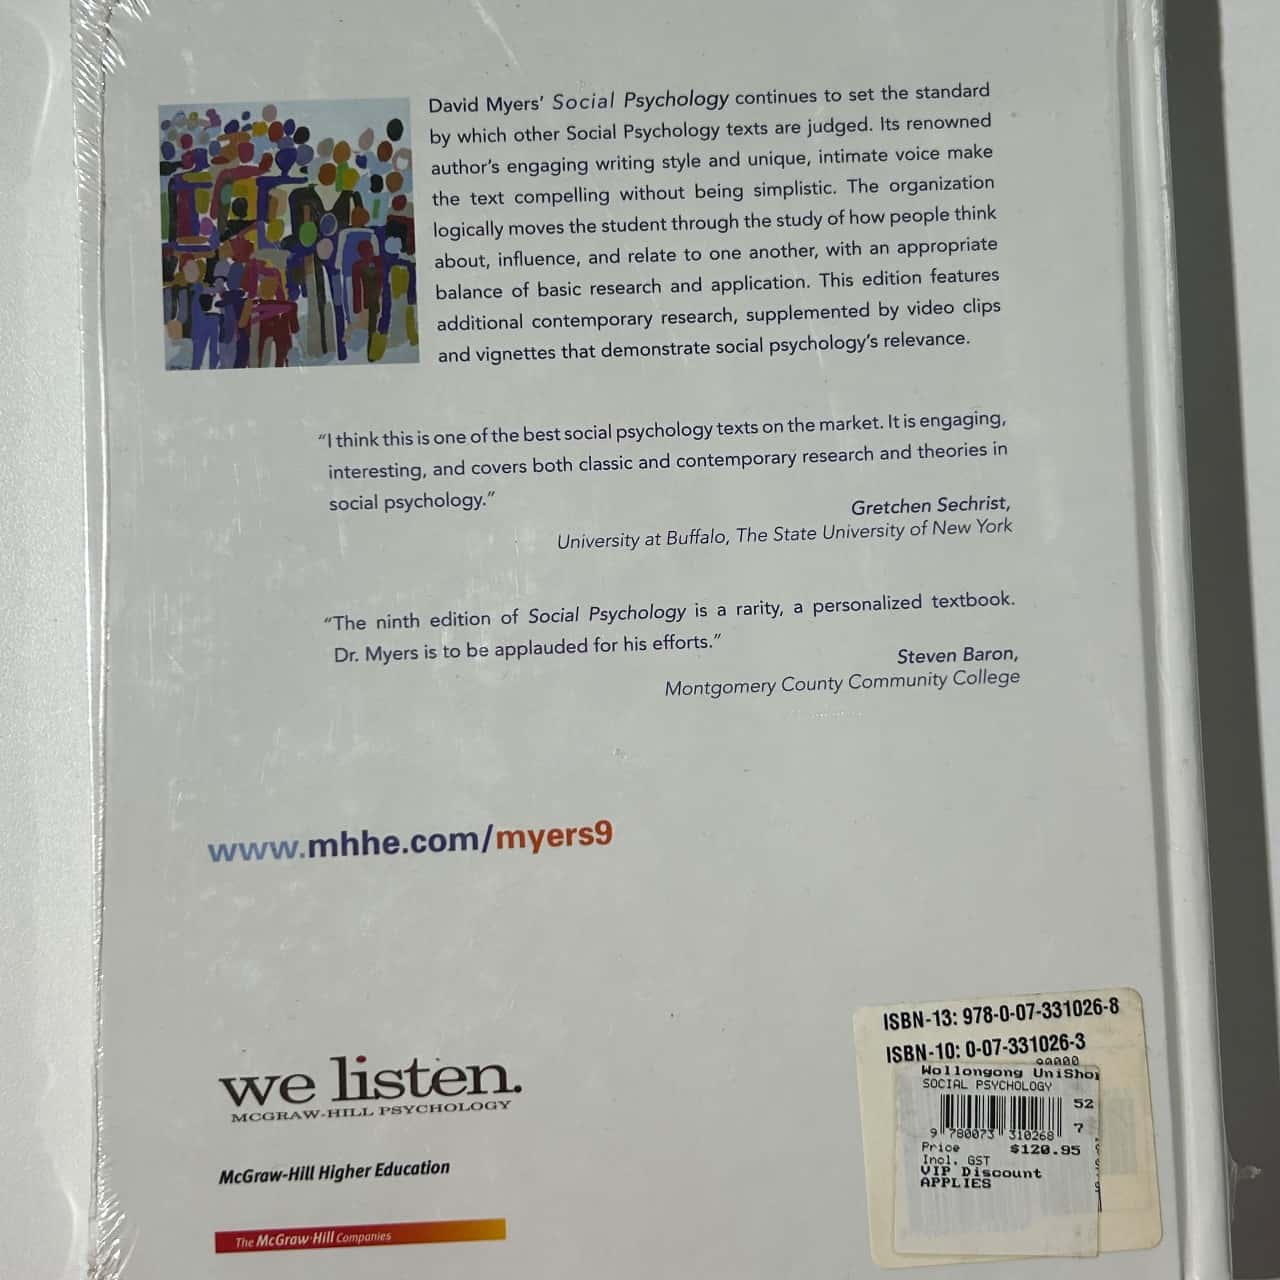 David Myers' Social Psychology continues to set the standard
by which other Social Psychology texts are judged. Its renowned
author's engaging writing style and unique, intimate voice make
the text compelling without being simplistic. The organization
logically moves the student through the study of how people think
about, influence, and relate to one another, with an appropriate
balance of basic research and application. This edition features
additional contemporary research, supplemented by video clips
and vignettes that demonstrate social psychology's relevance.
“I think this is one of the best social psychology texts on the market. It is engaging,
interesting, and covers both classic and contemporary research and theories in
social psychology.”
Gretchen Sechrist,
University at Buffalo, The State University of New York
“The ninth edition of Social Psychology is a rarity, a personalized textbook.
Dr. Myers is to be applauded for his efforts.”
Steven Baron,
Montgomery County Community College
www.mhhe.com/myers9
we listen.
MCGRAW-HILL PSYCHOLOGY
McGraw-Hill Higher Education
The McGraw·Hill Companies
ISBN-13: 978-0-07-331026-8
ISBN-10: 0-07-331026-3
90000
Wollongong UniSho
SOCIAL PSYCHOLOGY
52
7
9 780073 310268
Price $120.95
Incl. GST
VIP Discount
APPLIES